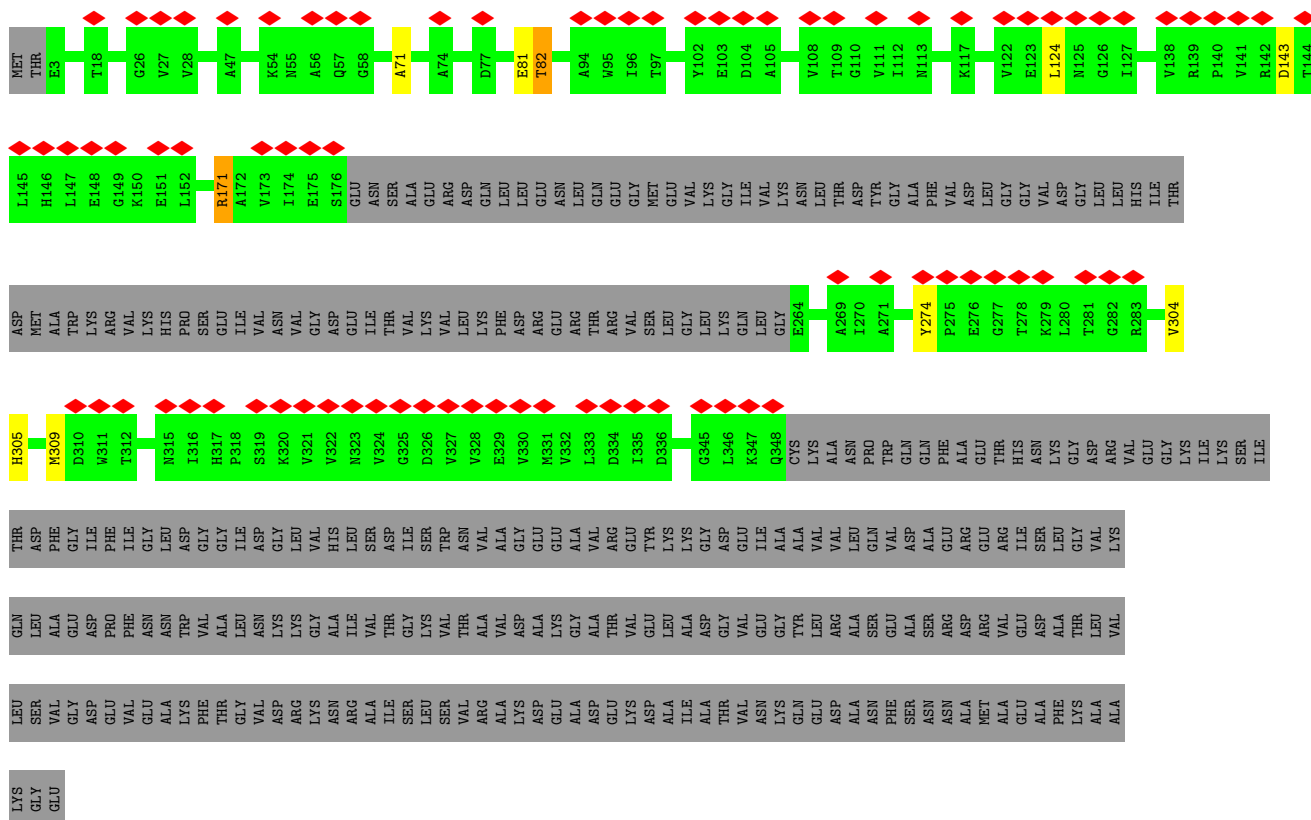 MET THR E3 T18 G26 V27 V28 A47 K54 N55 A56 Q57 G58 A71 A74 D77 E81 T82 A94 W95 I96 T97 Y102 E103 D104 A105 V108 T109 G110 V111 I112 N113 K117 V122 E123 L124 N125 G126 I127 V138 R139 P140 V141 R142 D143 T144
L145 H146 L147 E148 G149 K150 E151 L152 R171 A172 V173 I174 E175 S176 GLU ASN SER ALA GLU ARG ASP GLN LEU LEU GLU ASN LEU GLN GLU GLY MET GLU VAL LYS GLY ILE VAL LYS ASN LEU THR ASP TYR GLY ALA PHE VAL ASP LEU GLY GLY VAL ASP GLY LEU LEU HIS ILE THR
ASP MET ALA TRP LYS ARG VAL LYS HIS PRO SER GLU ILE VAL ASN VAL GLY ASP GLU ILE THR VAL LYS VAL LEU LYS PHE ASP ARG GLU ARG THR ARG VAL SER LEU GLY LEU LYS GLN LEU GLY E264 A269 I270 A271 Y274 P275 E276 G277 T278 K279 L280 T281 G282 R283 V304
H305 M309 D310 W311 T312 N315 I316 H317 P318 S319 K320 V321 V322 N323 V324 G325 D326 V327 V328 E329 V330 M331 V332 L333 D334 I335 D336 G345 L346 K347 Q348 CYS LYS ALA ASN PRO TRP GLN GLN PHE ALA GLU THR HIS ASN LYS GLY ASP ARG VAL GLU GLY LYS ILE LYS SER ILE
THR ASP PHE GLY ILE PHE ILE GLY LEU ASP GLY GLY ILE ASP GLY LEU VAL HIS LEU SER ASP ILE SER TRP ASN VAL ALA GLY GLU GLU ALA VAL ARG GLU TYR LYS LYS GLY ASP GLU ILE ALA ALA VAL VAL LEU GLN VAL ASP ALA GLU ARG GLU ARG ILE SER LEU GLY VAL LYS
GLN LEU ALA GLU ASP PRO PHE ASN ASN TRP VAL ALA LEU ASN LYS LYS GLY ALA ILE VAL THR GLY LYS VAL THR ALA VAL ASP ALA LYS GLY ALA THR VAL GLU LEU ALA ASP GLY VAL GLU GLY TYR LEU ARG ALA SER GLU ALA SER ARG ASP ARG VAL GLU ASP ALA THR LEU VAL
LEU SER VAL GLY ASP GLU VAL GLU ALA LYS PHE THR GLY VAL ASP ARG LYS ASN ARG ALA ILE SER LEU SER VAL ARG ALA LYS ASP GLU ALA ASP GLU LYS ASP ALA ILE ALA THR VAL ASN LYS GLN GLU ASP ALA ASN PHE SER ASN ASN ALA MET ALA GLU ALA PHE LYS ALA ALA
LYS GLY GLU